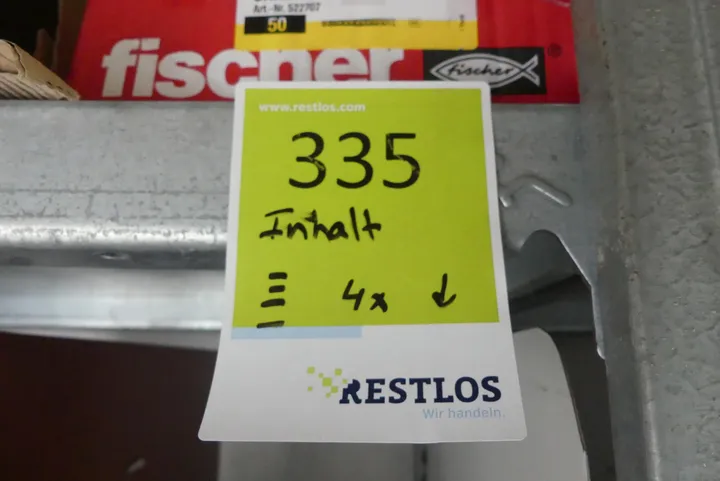 Art.-Nr. 522707
50
fischer
fischer
www.restlos.com
335
Inhalt
4x ↓
RESTLOS
Wir handeln.